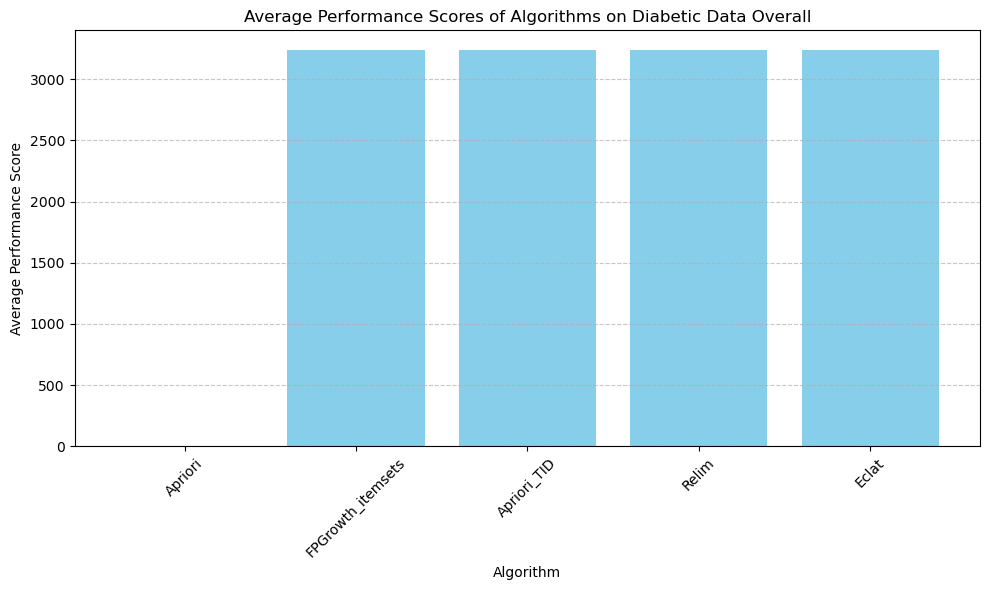 Average Performance Scores of Algorithms on Diabetic Data Overall
Average Performance Score
3000
2500
2000
1500
1000
500
0
Apriori
FPGrowth_itemsets
Apriori_TID
Relim
Eclat
Algorithm